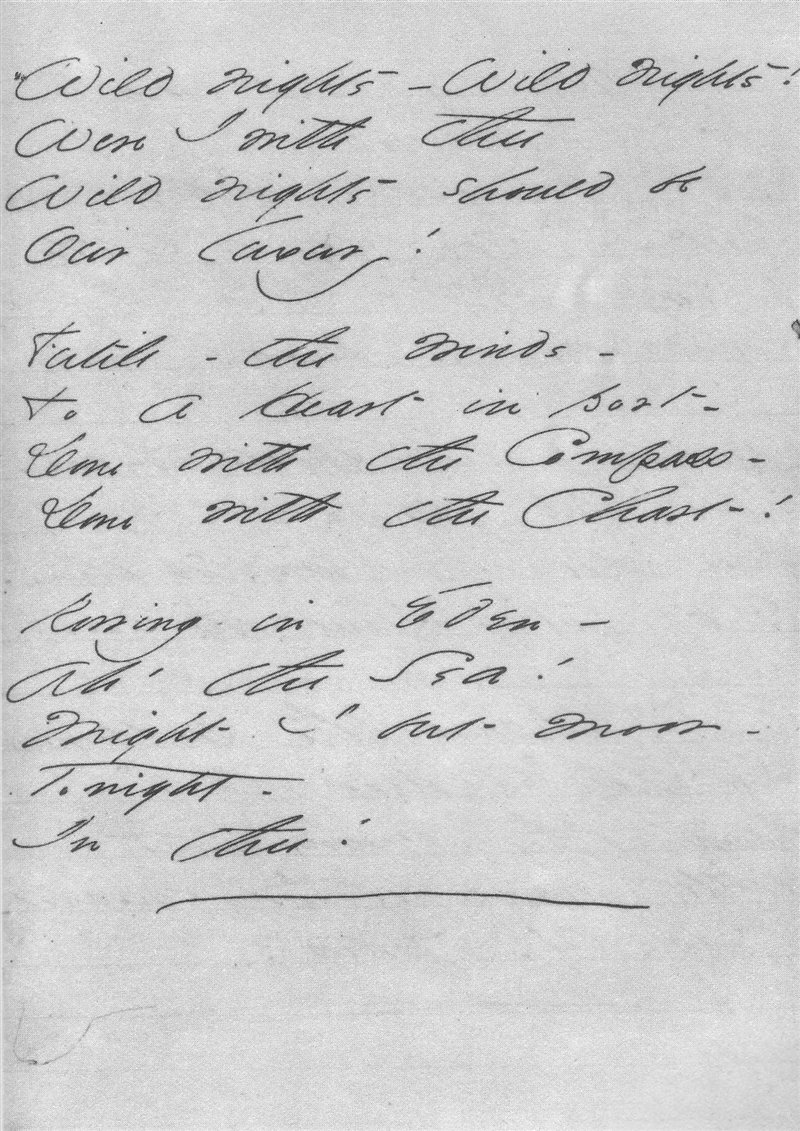 Wild nights - Wild nights!
Were I with thee
Wild nights should be
Our luxury!
Futile - the winds -
To a Heart in port -
Done with the Compass -
Done with the Chart!
Rowing in Eden -
Ah! the Sea!
Might I but moor -
Tonight -
In thee!